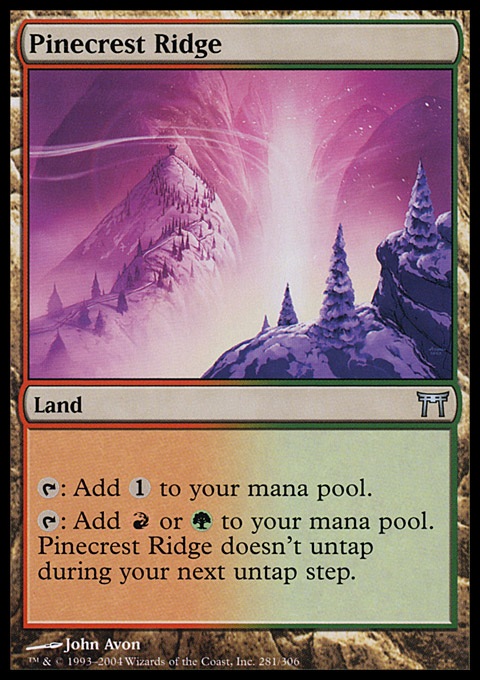 Pinecrest Ridge
Land
: Add 1 to your mana pool.
: Add or to your mana pool.
Pinecrest Ridge doesn't untap
during your next untap step.
John Avon
™ & © 1993–2004 Wizards of the Coast, Inc. 281/306